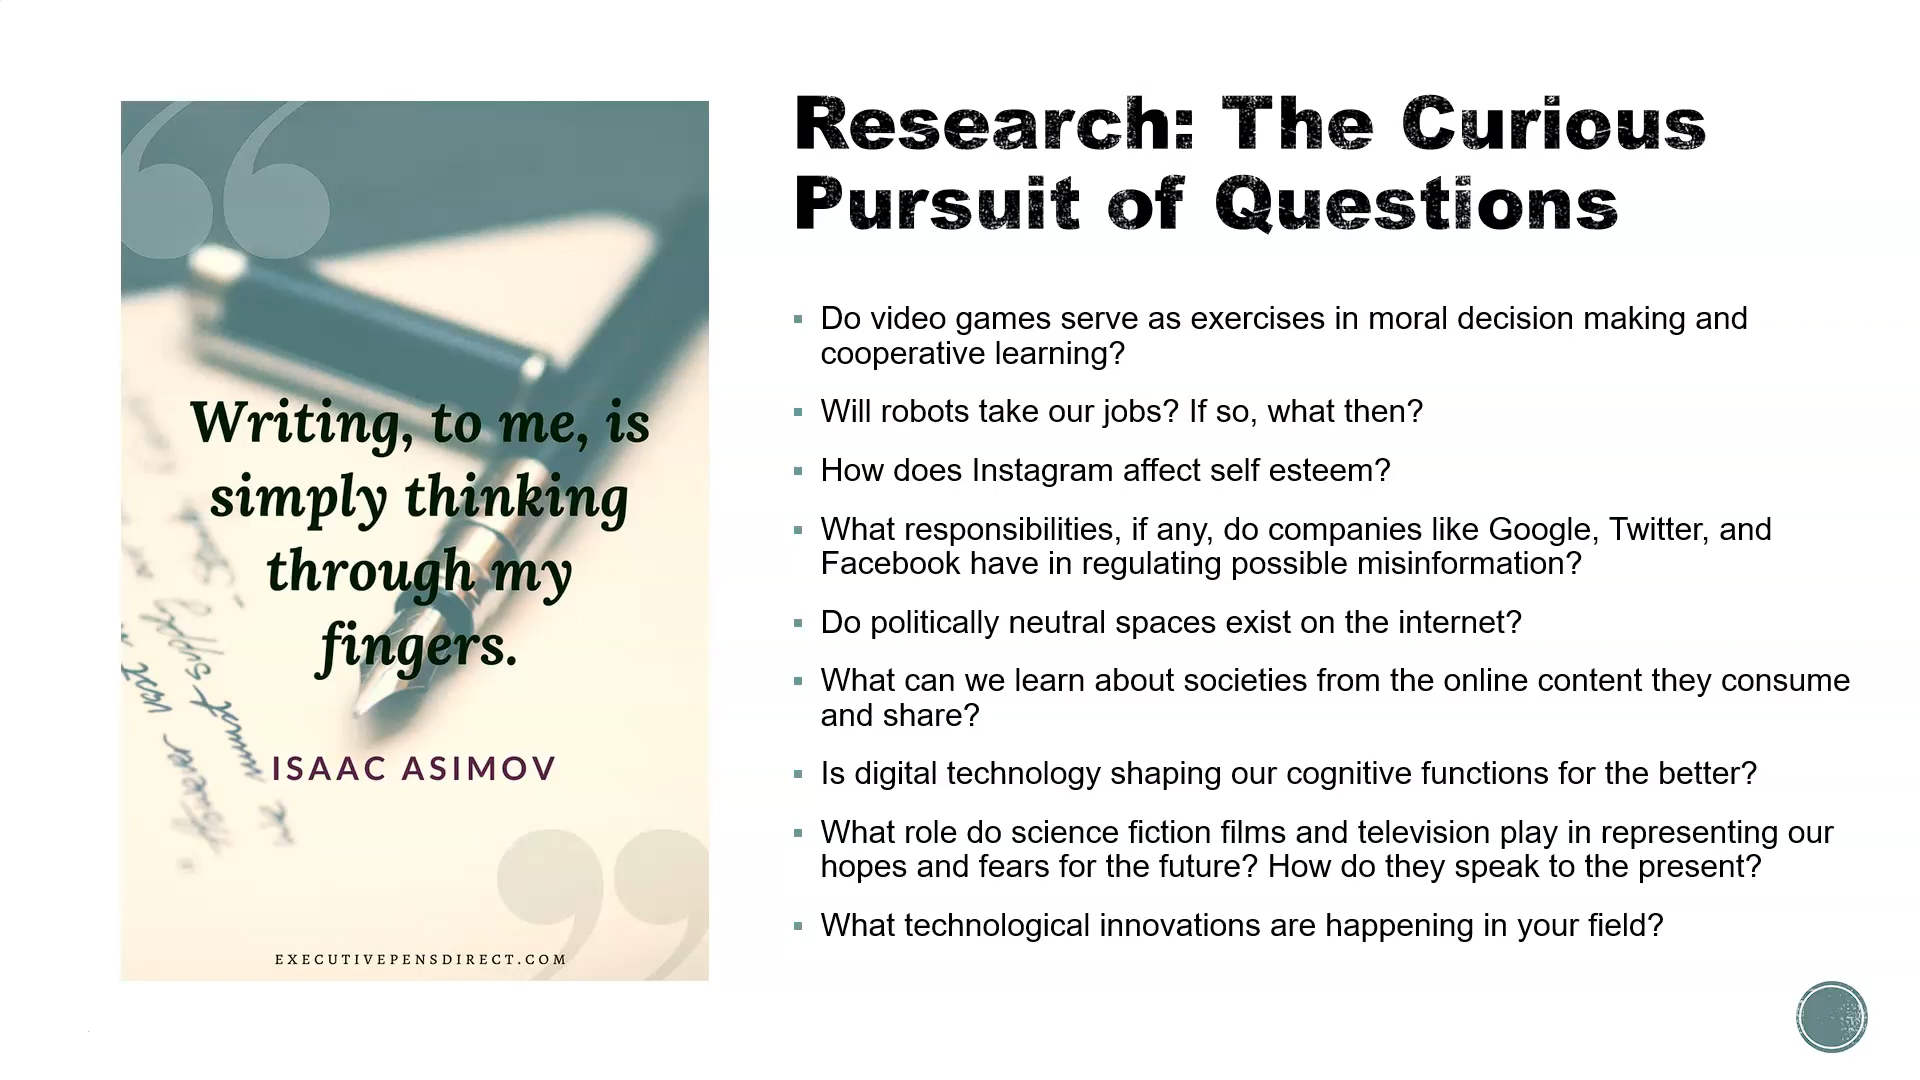 Research: The Curious
Pursuit of Questions
Writing, to me, is
simply thinking
through my
fingers.
ISAAC ASIMOV
EXECUTIVEPENSDIRECT.COM
▪ Do video games serve as exercises in moral decision making and
cooperative learning?
▪ Will robots take our jobs? If so, what then?
▪ How does Instagram affect self esteem?
▪ What responsibilities, if any, do companies like Google, Twitter, and
Facebook have in regulating possible misinformation?
▪ Do politically neutral spaces exist on the internet?
▪ What can we learn about societies from the online content they consume
and share?
▪ Is digital technology shaping our cognitive functions for the better?
▪ What role do science fiction films and television play in representing our
hopes and fears for the future? How do they speak to the present?
▪ What technological innovations are happening in your field?